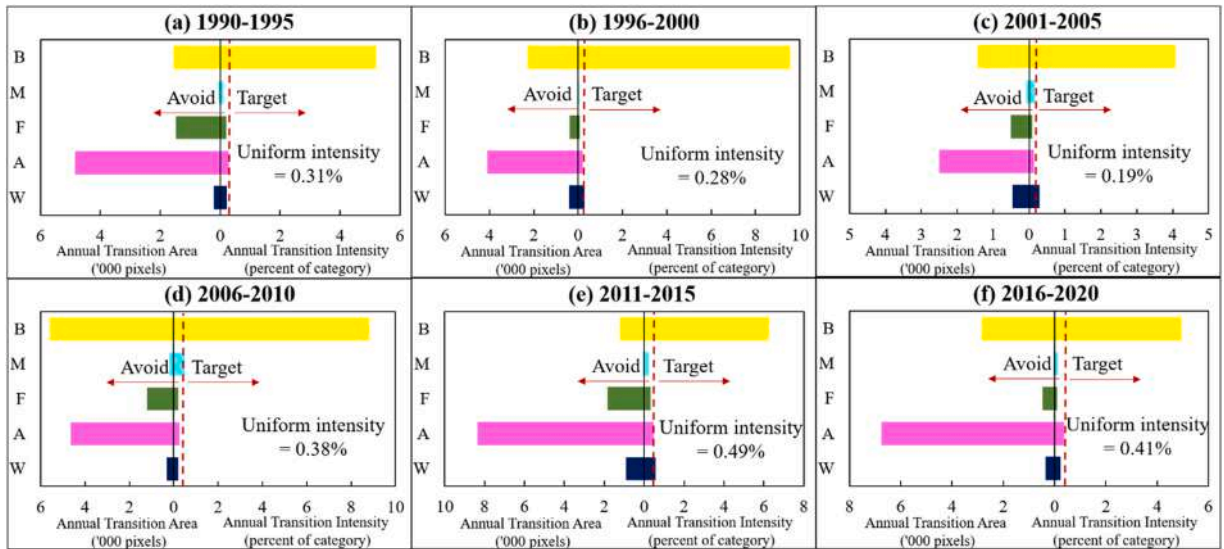 (a) 1990-1995
B
M
Avoid Target
F
Uniform intensity
= 0.31%
A
W
6 4 2 0 2 4 6
Annual Transition Area Annual Transition Intensity
('000 pixels) (percent of category)
(b) 1996-2000
B
M
Avoid Target
F
Uniform intensity
= 0.28%
A
W
6 4 2 0 2 4 6 8 10
Annual Transition Area Annual Transition Intensity
('000 pixels) (percent of category)
(c) 2001-2005
B
M
Avoid Target
F
Uniform intensity
= 0.19%
A
W
5 4 3 2 1 0 1 2 3 4 5
Annual Transition Area Annual Transition Intensity
('000 pixels) (percent of category)
(d) 2006-2010
B
M
Avoid Target
F
Uniform intensity
= 0.38%
A
W
6 4 2 0 2 4 6 8 10
Annual Transition Area Annual Transition Intensity
('000 pixels) (percent of category)
(e) 2011-2015
B
M
Avoid Target
F
Uniform intensity
= 0.49%
A
W
10 8 6 4 2 0 2 4 6 8
Annual Transition Area Annual Transition Intensity
('000 pixels) (percent of category)
(f) 2016-2020
B
M
Avoid Target
F
Uniform intensity
= 0.41%
A
W
8 6 4 2 0 2 4 6
Annual Transition Area Annual Transition Intensity
('000 pixels) (percent of category)